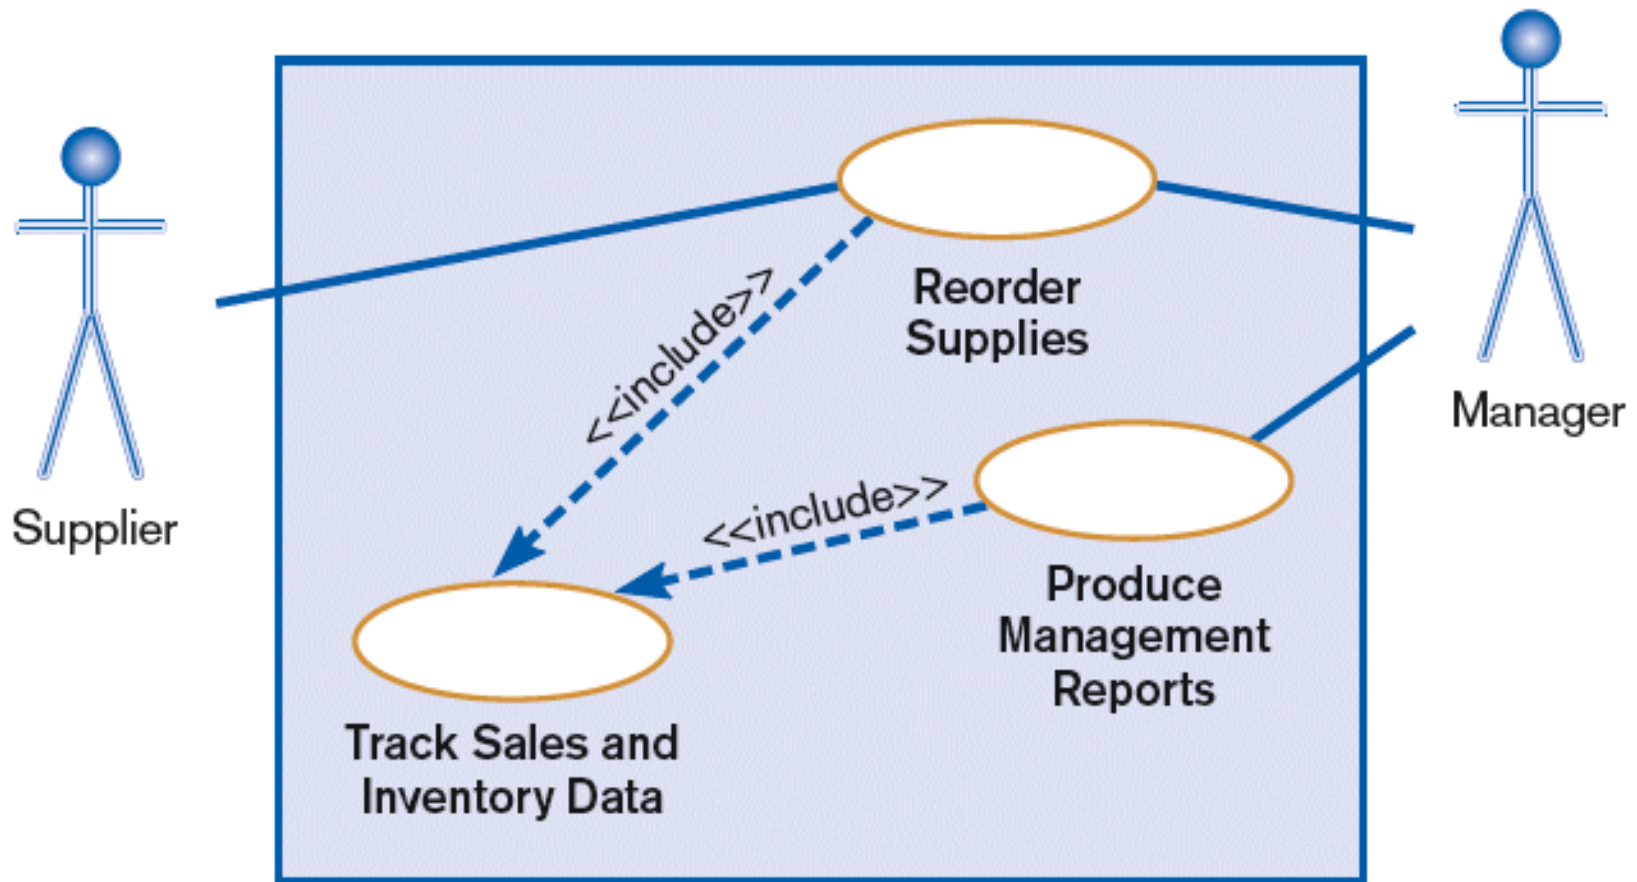 Reorder
Supplies
<<include>>
Manager
<<include>>
Supplier
Produce
Management
Reports
Track Sales and
Inventory Data